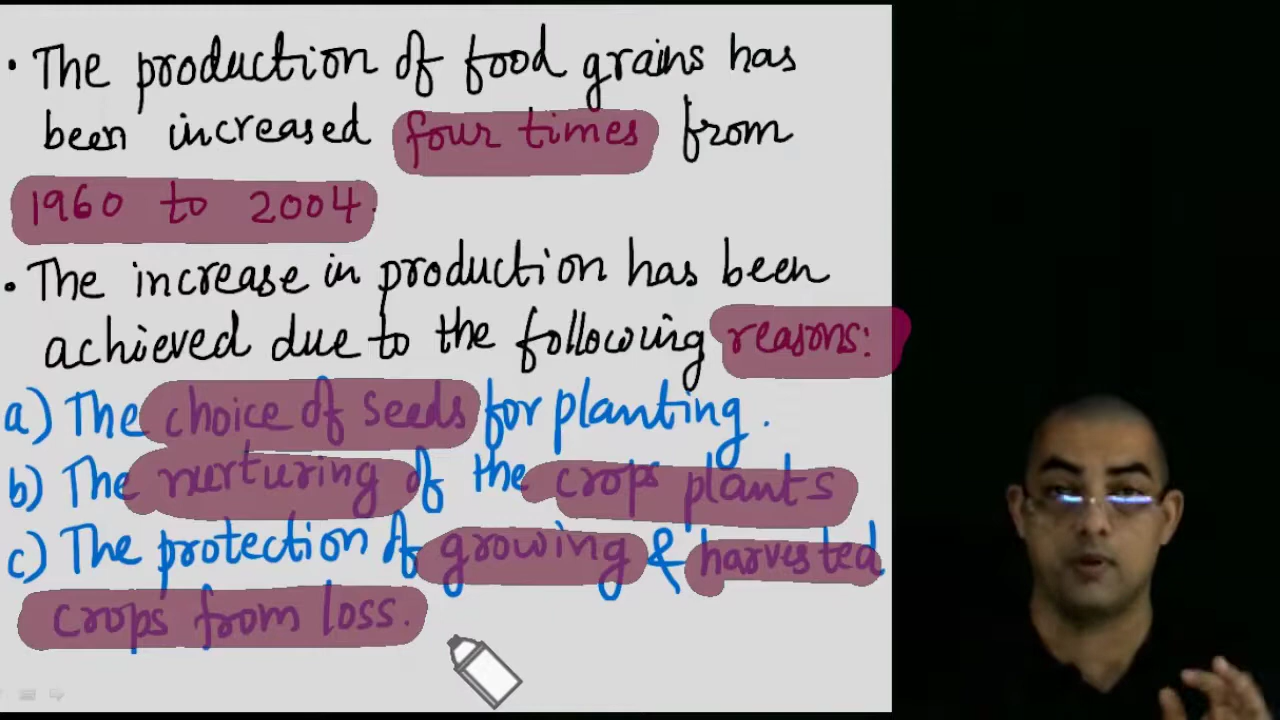 • The production of food grains has
been increased four times from
1960 to 2004.
• The increase in production has been
achieved due to the following reasons:
a) The choice of seeds for planting.
b) The nurturing of the crops plants
c) The protection of growing & harvested
crops from loss.